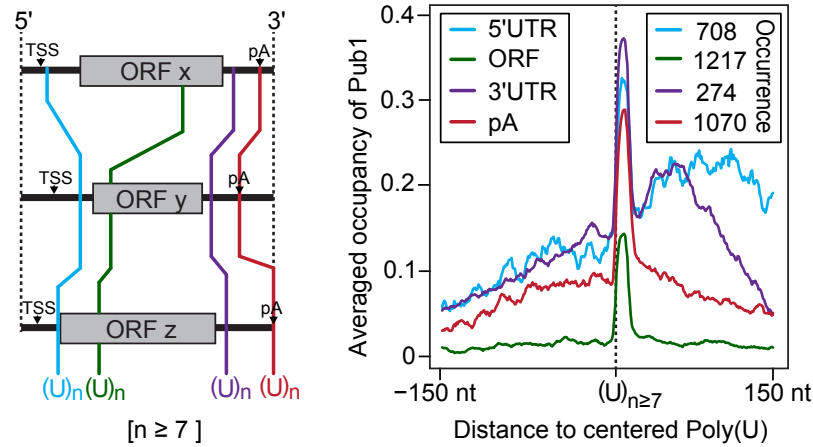 5' 3'
TSS pA
ORF x
TSS pA
ORF y
TSS pA
ORF z
(U)n (U)n (U)n (U)n
[n ≥ 7 ]
Averaged occupancy of Pub1
0.4
0.3
0.2
0.1
0
5'UTR
ORF
3'UTR
pA
708
1217
274
1070
Occurrence
−150 nt (U)n≥7 150 nt
Distance to centered Poly(U)